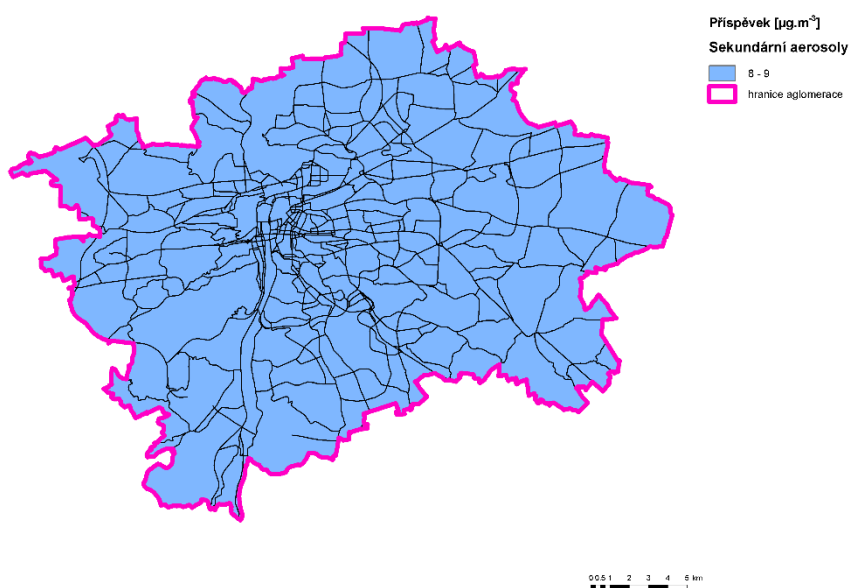 Příspěvek [µg.m-3]
Sekundární aerosoly
8 - 9
hranice aglomerace
0 0.5 1 2 3 4 5 km